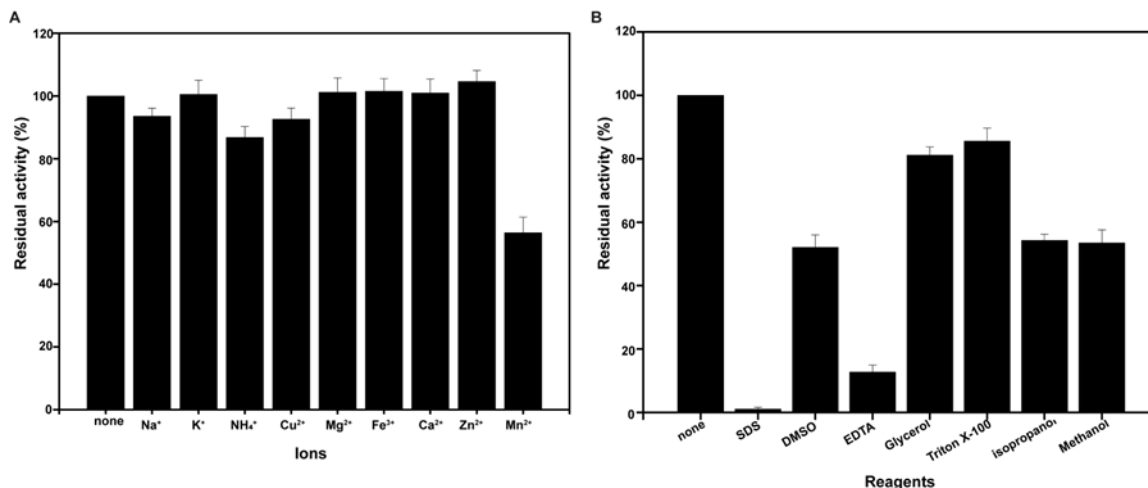 A
B
120
100
80
60
40
20
0
Residual activity (%)
none Na⁺ K⁺ NH₄⁺ Cu²⁺ Mg²⁺ Fe³⁺ Ca²⁺ Zn²⁺ Mn²⁺
Ions
120
100
80
60
40
20
0
Residual activity (%)
none SDS DMSO EDTA Glycerol Triton X-100 isopropanol Methanol
Reagents